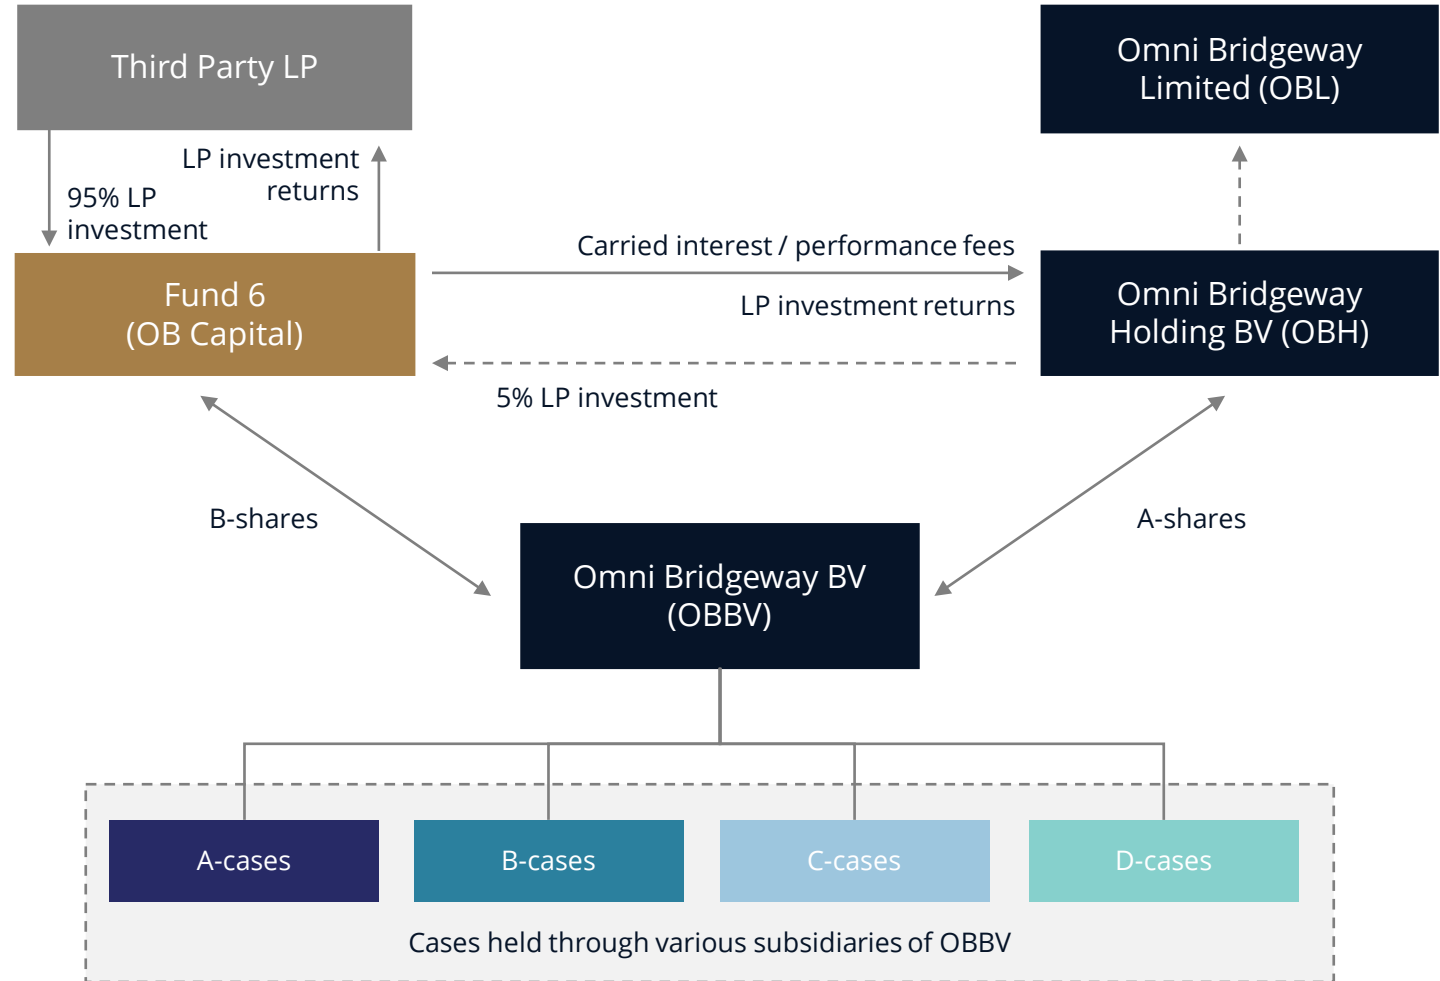 Third Party LP
Omni Bridgeway
Limited (OBL)
LP investment
returns
95% LP
investment
Carried interest / performance fees
LP investment returns
Fund 6
(OB Capital)
Omni Bridgeway
Holding BV (OBH)
5% LP investment
B-shares
A-shares
Omni Bridgeway BV
(OBBV)
A-cases
B-cases
C-cases
D-cases
Cases held through various subsidiaries of OBBV